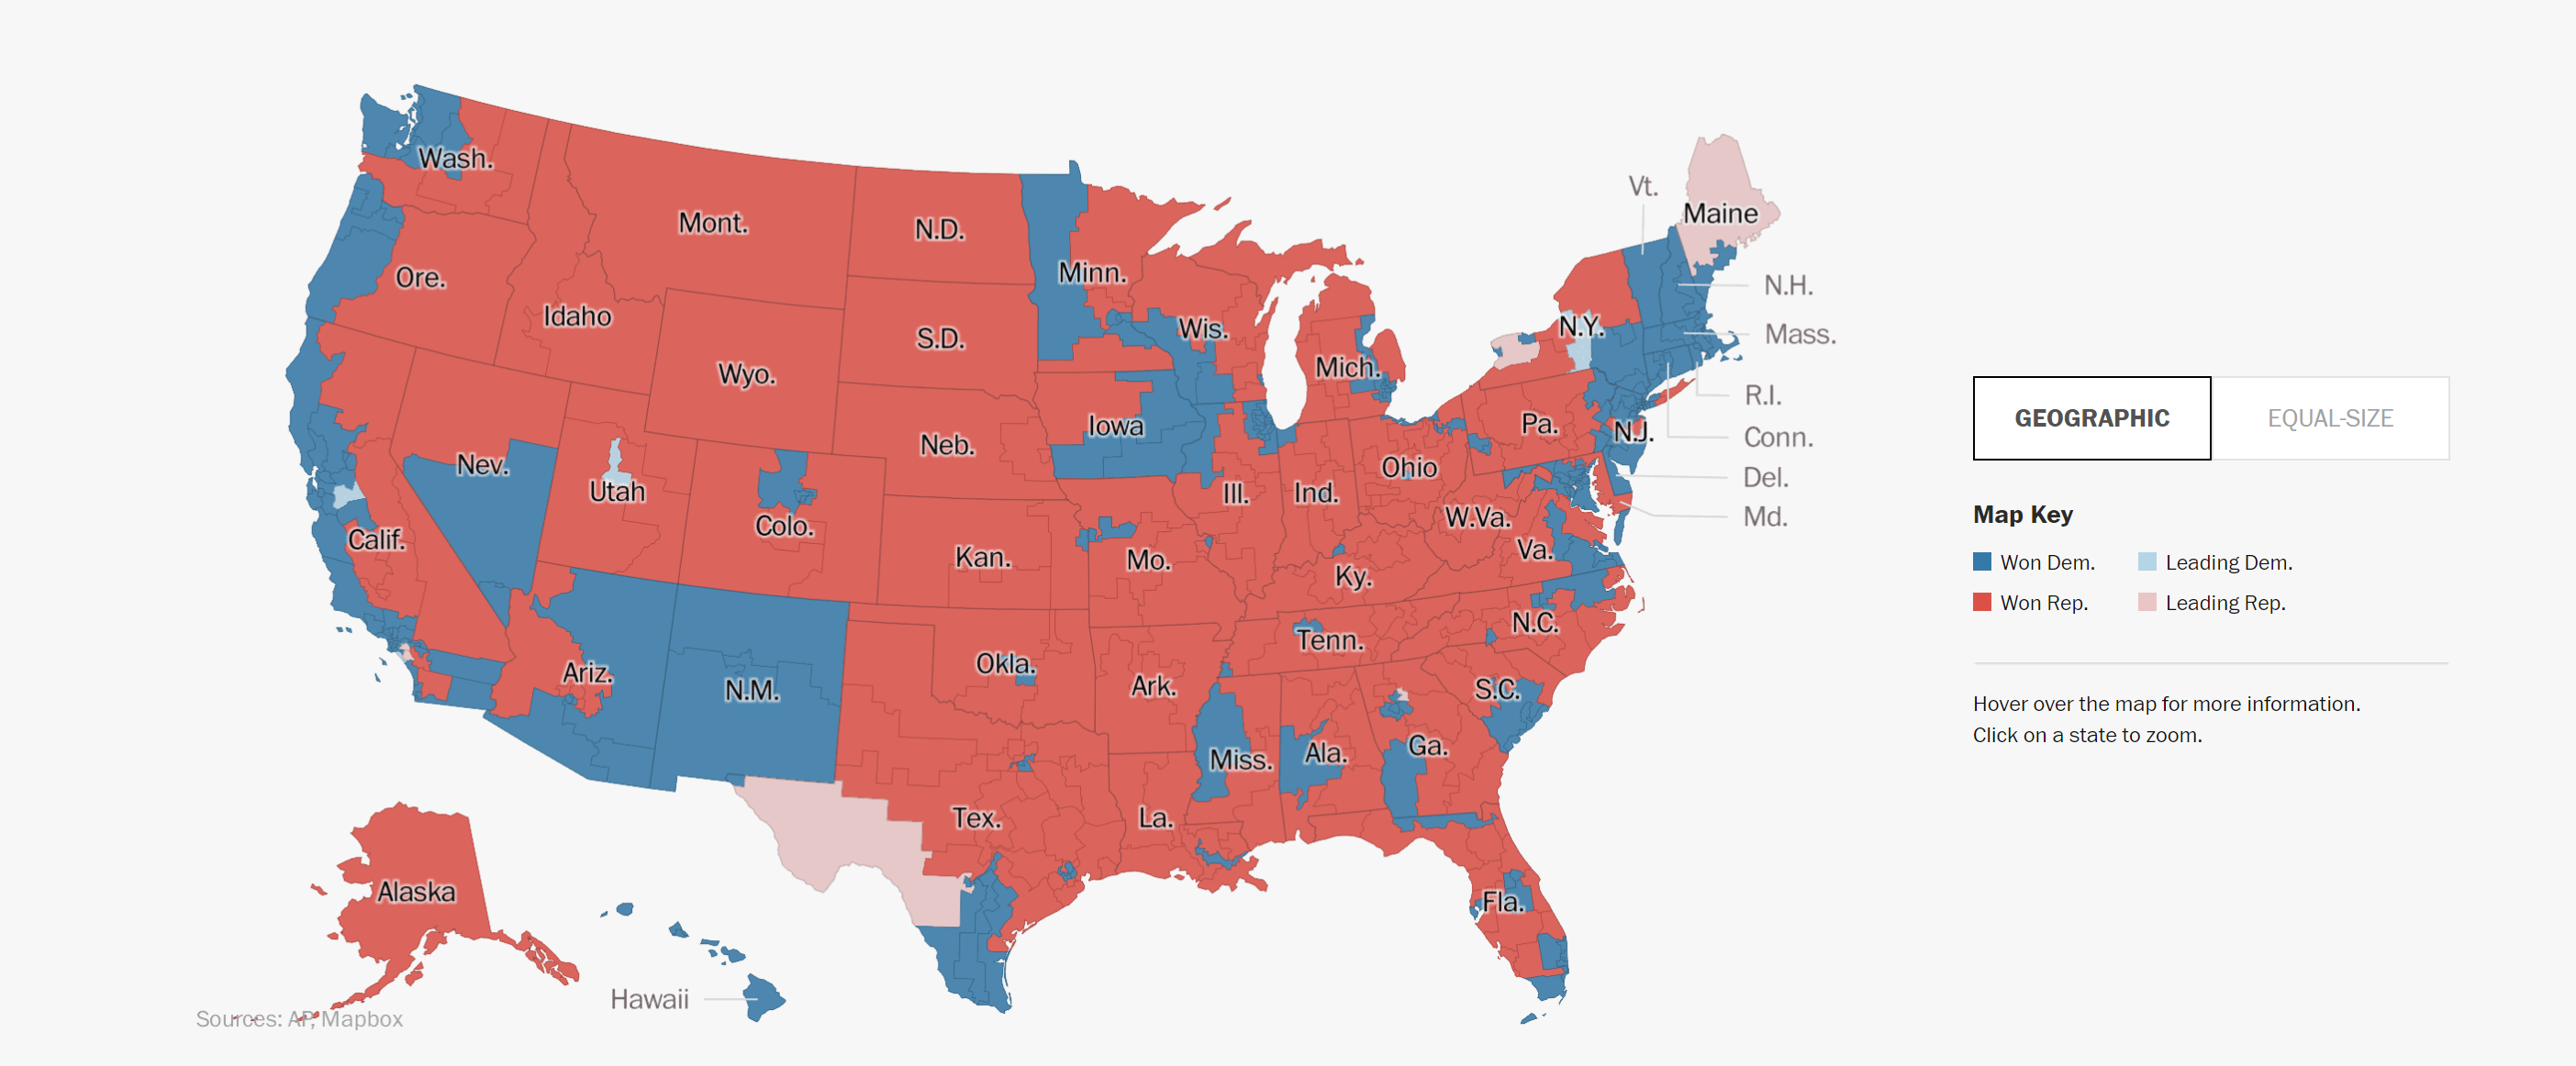 Wash.
Mont.
N.D.
Minn.
Vt.
Maine
Ore.
Idaho
S.D.
Wis.
N.Y.
N.H.
Wyo.
Mich.
Mass.
R.I.
Neb.
Iowa
Pa.
N.J.
Conn.
Nev.
Utah
Ill.
Ind.
Ohio
Del.
Calif.
Colo.
Kan.
Mo.
Ky.
W.Va.
Va.
Md.
Ariz.
N.M.
Okla.
Ark.
Tenn.
N.C.
S.C.
Tex.
La.
Miss.
Ala.
Ga.
Fla.
Alaska
Hawaii
Sources: AP, Mapbox
GEOGRAPHIC
EQUAL-SIZE
Map Key
Won Dem.
Leading Dem.
Won Rep.
Leading Rep.
Hover over the map for more information.
Click on a state to zoom.